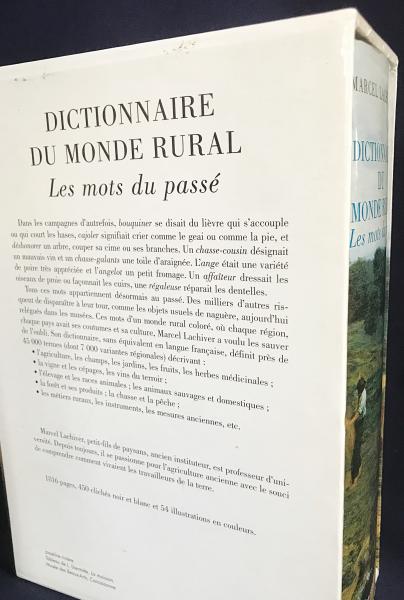 DICTIONNAIRE
DU MONDE RURAL
Les mots du passé
Dans les campagnes d'autrefois, bouquiner se disait du lièvre qui s'accouple
ou qui court les hases, cajoler signifiait crier comme le geai ou comme la pie, et
déshonorer un arbre, couper sa cime ou ses branches. Un chasse-cousin désignait
un mauvais vin et un chasse-galants une toile d'araignée. L'ange était une variété
de poire très appréciée et l'angelot un petit fromage. Un affaiteur dressait les
oiseaux de proie ou façonnait les cuirs, une régaleuse réparait les dentelles.
Tous ces mots appartiennent désormais au passé. Des milliers d'autres ris-
quent de disparaître à leur tour, comme les objets usuels de naguère, aujourd'hui
relégués dans les musées. Ces mots d'un monde rural coloré, où chaque région,
chaque pays avait ses coutumes et sa culture, Marcel Lachiver a voulu les sauver
de l'oubli. Son dictionnaire, sans équivalent en langue française, définit près de
45 000 termes (dont 7 000 variantes régionales) décrivant :
• l'agriculture, les champs, les jardins, les fruits, les herbes médicinales ;
• la vigne et les cépages, les vins du terroir ;
• l'élevage et les races animales ; les animaux sauvages et domestiques ;
• la forêt et ses produits ; la chasse et la pêche ;
• les métiers ruraux, les instruments, les mesures anciennes, etc.
Marcel Lachiver, petit-fils de paysans, ancien instituteur, est professeur d'uni-
versité. Depuis toujours, il se passionne pour l'agriculture ancienne avec le souci
de comprendre comment vivaient les travailleurs de la terre.
1816 pages, 450 clichés noir et blanc et 54 illustrations en couleurs.
Tableau de L. Lhermitte, La moisson,
Musée des Beaux-Arts, Carcassonne
MARCEL
DU